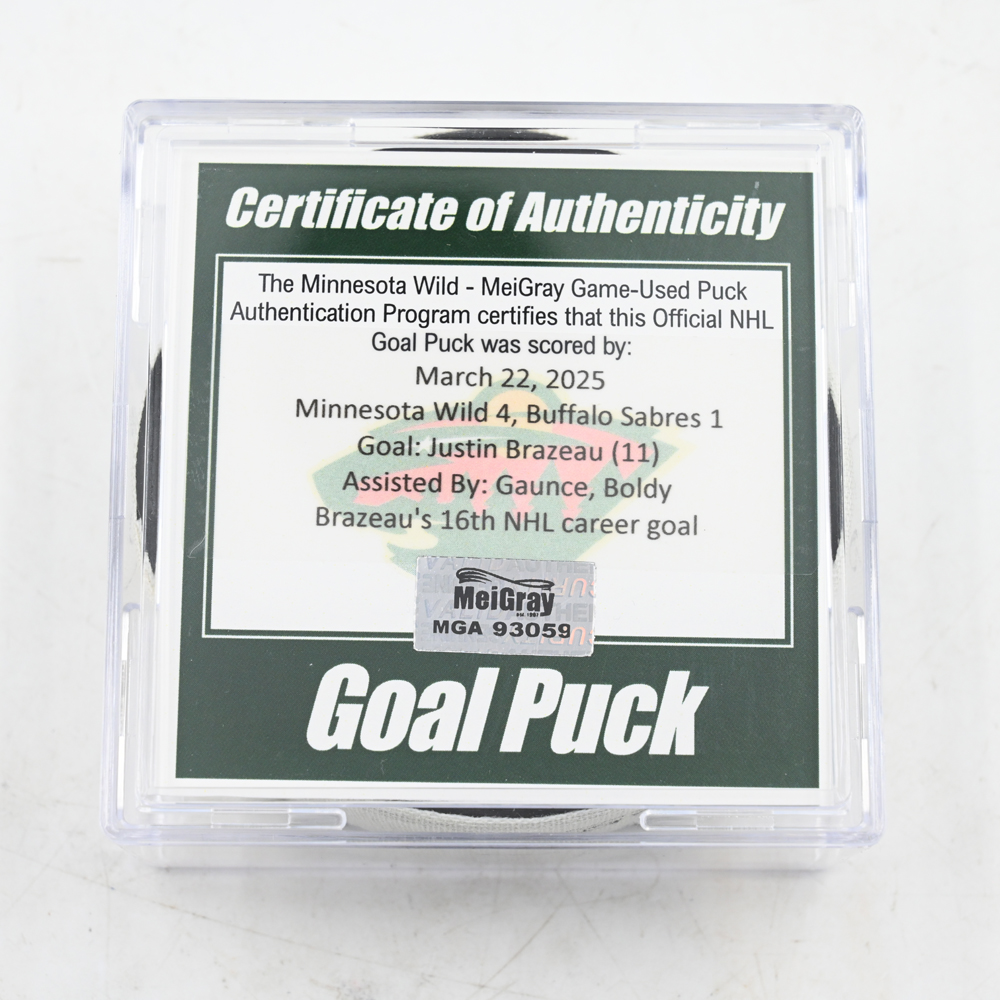 Certificate of Authenticity
The Minnesota Wild - MeiGray Game-Used Puck
Authentication Program certifies that this Official NHL
Goal Puck was scored by:
March 22, 2025
Minnesota Wild 4, Buffalo Sabres 1
Goal: Justin Brazeau (11)
Assisted By: Gaunce, Boldy
Brazeau's 16th NHL career goal
MeiGray
MGA 93059
Goal Puck